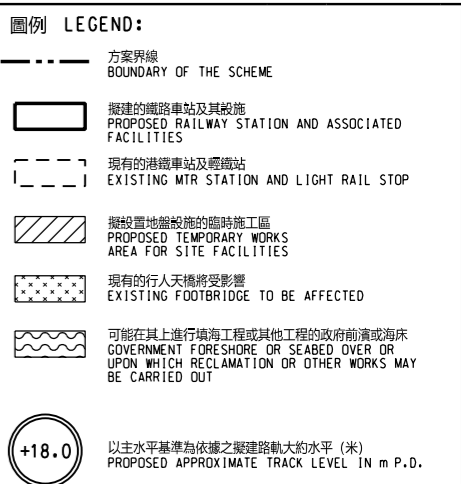 圖例 LEGEND:
方案界線
BOUNDARY OF THE SCHEME
擬建的鐵路車站及其設施
PROPOSED RAILWAY STATION AND ASSOCIATED
FACILITIES
現有的港鐵車站及輕鐵站
EXISTING MTR STATION AND LIGHT RAIL STOP
擬設置地盤設施的臨時施工區
PROPOSED TEMPORARY WORKS
AREA FOR SITE FACILITIES
現有的行人天橋將受影響
EXISTING FOOTBRIDGE TO BE AFFECTED
可能在其上進行填海工程或其他工程的政府前濱或海床
GOVERNMENT FORESHORE OR SEABED OVER OR
UPON WHICH RECLAMATION OR OTHER WORKS MAY
BE CARRIED OUT
+18.0
以主水平基準為依據之擬建路軌大約水平 (米)
PROPOSED APPROXIMATE TRACK LEVEL IN m P.D.